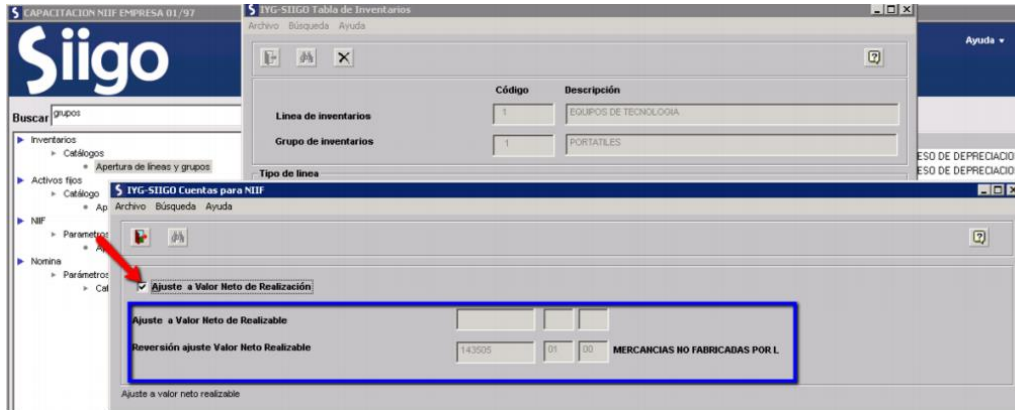 CAPACITACION NIIF EMPRESA 01/97
IYG-SIIGO Tabla de Inventarios
Archivo Búsqueda Ayuda
Siigo
Ayuda
Código Descripción
Linea de inventarios 1 EQUIPOS DE TECNOLOGIA
Grupo de inventarios 1 PORTATILES
Tipo de linea
Buscar grupos
Inventarios
Catálogos
Apertura de líneas y grupos
Activos fijos
Catálogo
Ap
NIIF
Parametros
Ap
Nomina
Parámetros
Cal
ESO DE DEPRECIACIO
ESO DE DEPRECIACIO
IYG-SIIGO Cuentas para NIIF
Archivo Búsqueda Ayuda
Ajuste a Valor Neto de Realización
Ajuste a Valor Neto de Realizable
Reversión ajuste Valor Neto Realizable 143505 01 00 MERCANCIAS NO FABRICADAS POR L
Ajuste a valor neto realizable